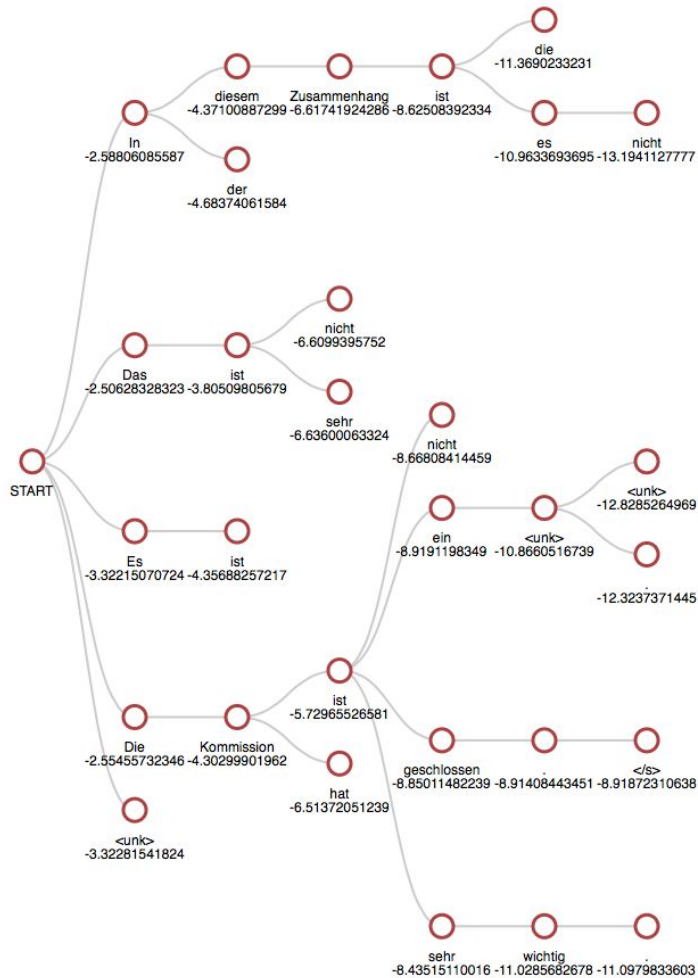 die
-11.3690233231
diesem
-4.37100887299
Zusammenhang
-6.61741924286
ist
-8.62508392334
In
-2.58806085587
es
-10.9633693695
nicht
-13.1941127777
der
-4.68374061584
nicht
-6.6099395752
Das
-2.50628328323
ist
-3.80509805679
sehr
-6.63600063324
nicht
-8.66808414459
START
<unk>
-12.8285264969
Es
-3.32215070724
ist
-4.35688257217
ein
-8.9191198349
<unk>
-10.8660516739
.
-12.3237371445
ist
-5.72965526581
Die
-2.55455732346
Kommission
-4.30299901962
geschlossen
-8.85011482239
.
-8.91408443451
</s>
-8.91872310638
hat
-6.51372051239
<unk>
-3.32281541824
sehr
-8.43515110016
wichtig
-11.0285682678
.
-11.0979833603